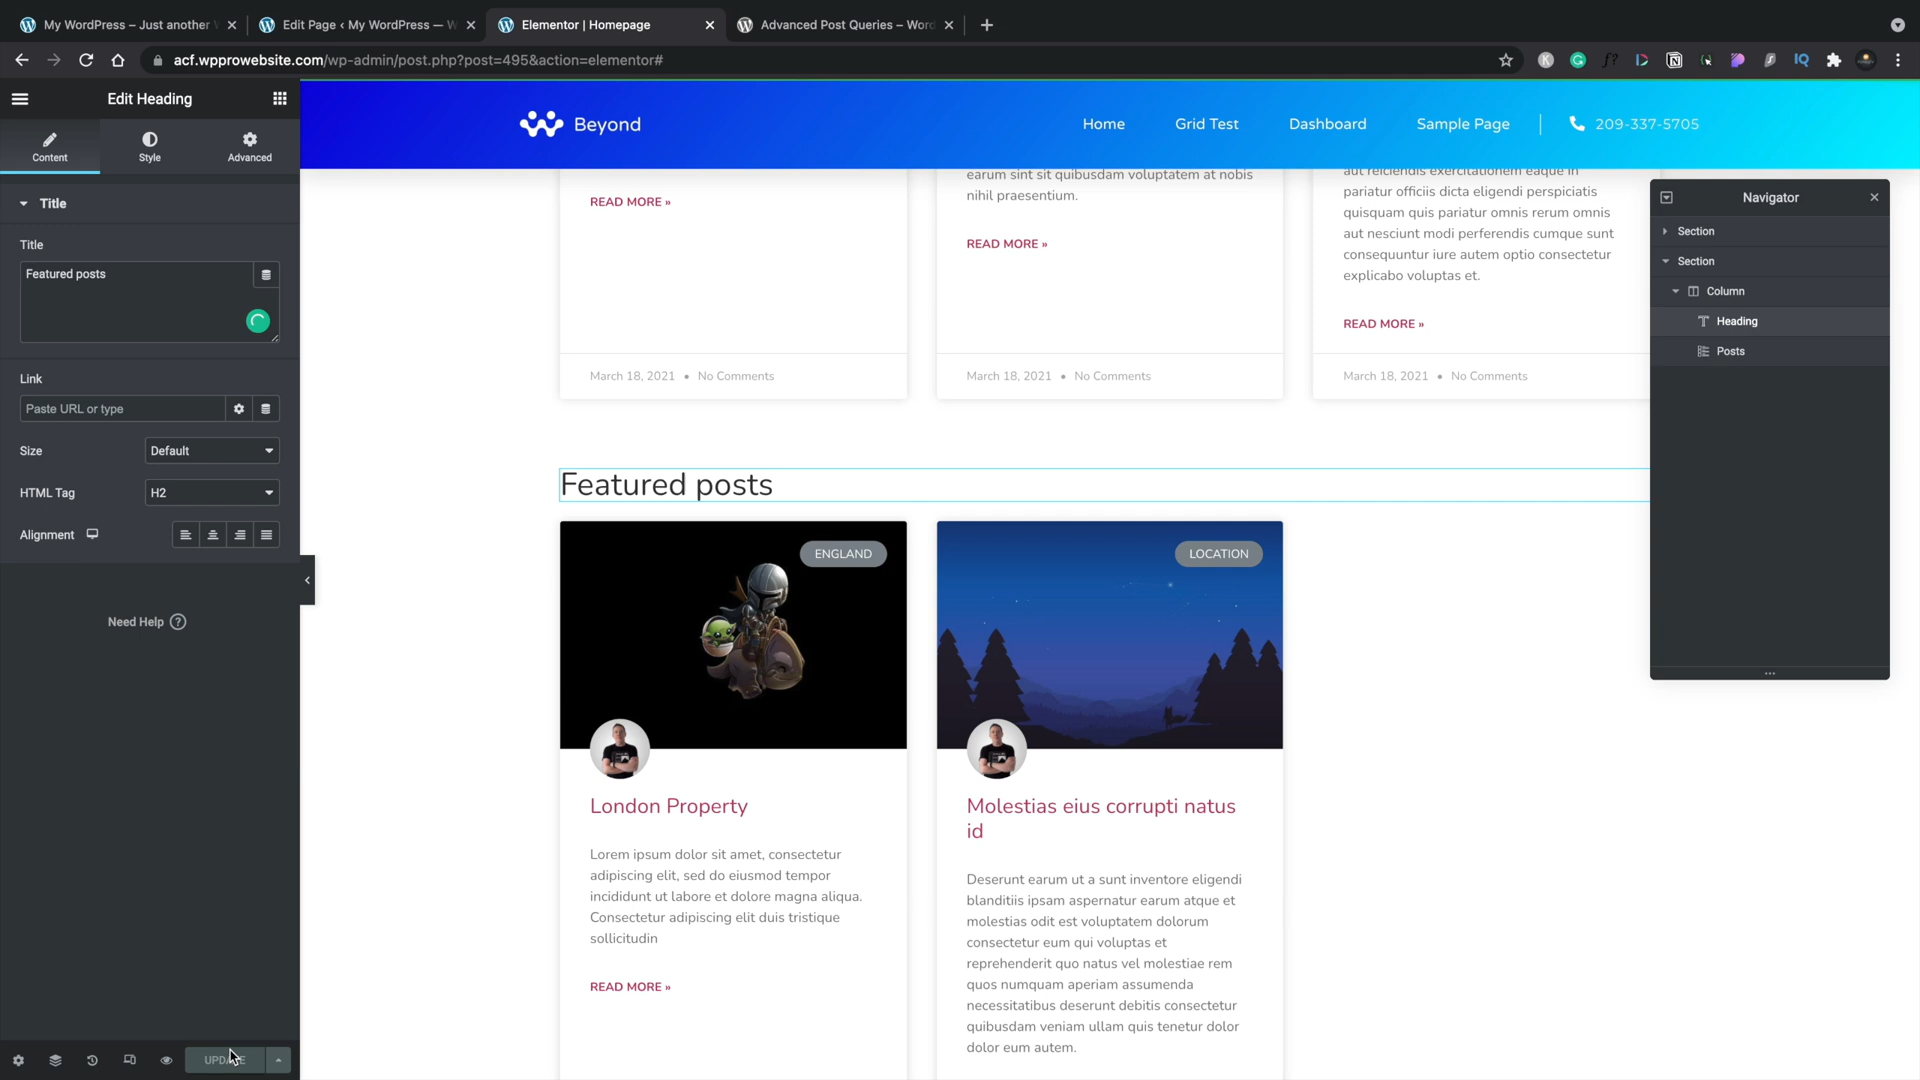 My WordPress – Just another
Edit Page ‹ My WordPress — W
Elementor | Homepage
Advanced Post Queries – Word
acf.wpprowebsite.com/wp-admin/post.php?post=495&action=elementor#
Edit Heading
Content
Style
Advanced
Title
Title
Featured posts
Link
Paste URL or type
Size
Default
HTML Tag
H2
Alignment
Need Help
Beyond
Home
Grid Test
Dashboard
Sample Page
209-337-5705
READ MORE »
March 18, 2021 • No Comments
earum sint sit quibusdam voluptatem at nobis
nihil praesentium.
READ MORE »
March 18, 2021 • No Comments
aut reiciendis exercitationem eaque in
pariatur officiis dicta eligendi perspiciatis
quisquam quis pariatur omnis rerum omnis
aut nesciunt modi perferendis cumque sunt
consequuntur iure autem optio consectetur
explicabo voluptas et.
READ MORE »
March 18, 2021 • No Comments
Featured posts
ENGLAND
London Property
Lorem ipsum dolor sit amet, consectetur
adipiscing elit, sed do eiusmod tempor
incididunt ut labore et dolore magna aliqua.
Consectetur adipiscing elit duis tristique
sollicitudin
READ MORE »
LOCATION
Molestias eius corrupti natus
id
Deserunt earum ut a sunt inventore eligendi
blanditiis ipsam aspernatur earum atque et
molestias odit est voluptatem dolorum
consectetur eum qui voluptas et
reprehenderit quo natus vel molestiae rem
quos numquam aperiam assumenda
necessitatibus deserunt debitis consectetur
quibusdam veniam ullam quis tenetur dolor
dolor eum autem.
Navigator
Section
Section
Column
Heading
Posts
UPDATE